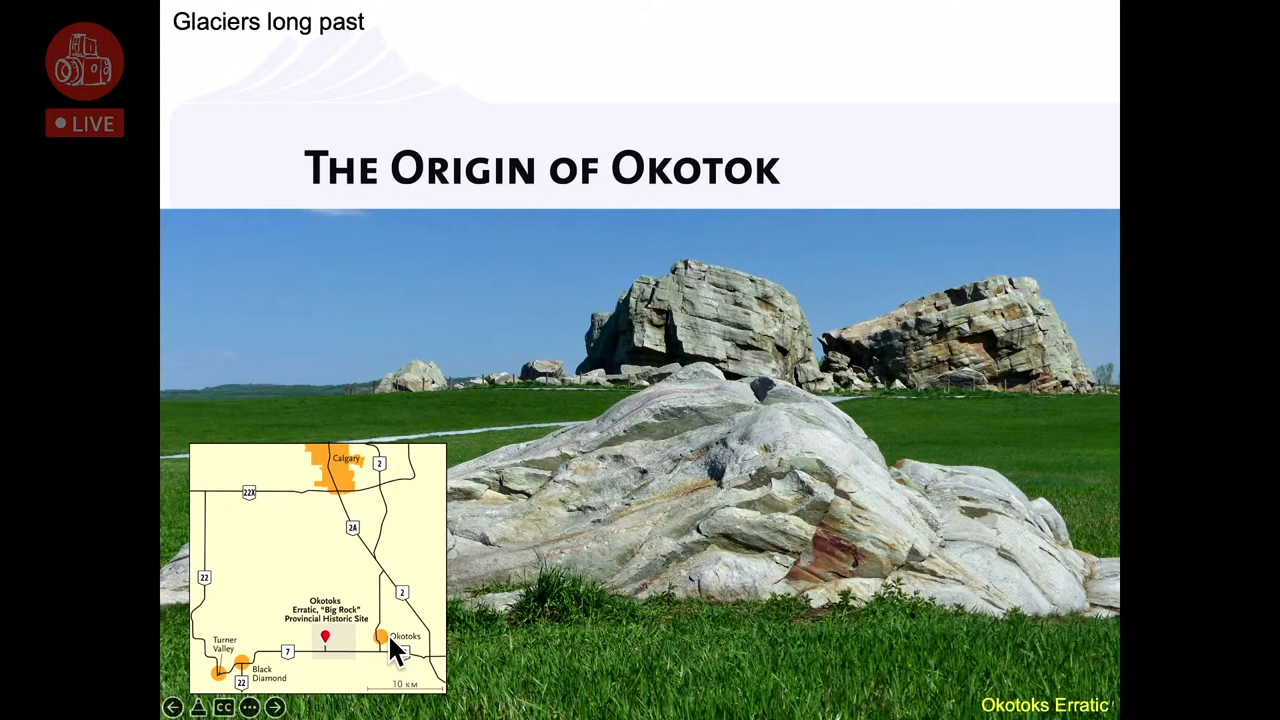 Glaciers long past
LIVE
THE ORIGIN OF OKOTOK
Calgary
2
22X
2A
22
2
Okotoks
Erratic, "Big Rock"
Provincial Historic Site
Okotoks
Turner
Valley
7
Black
Diamond
22
10 KM
CC
Okotoks Erratic